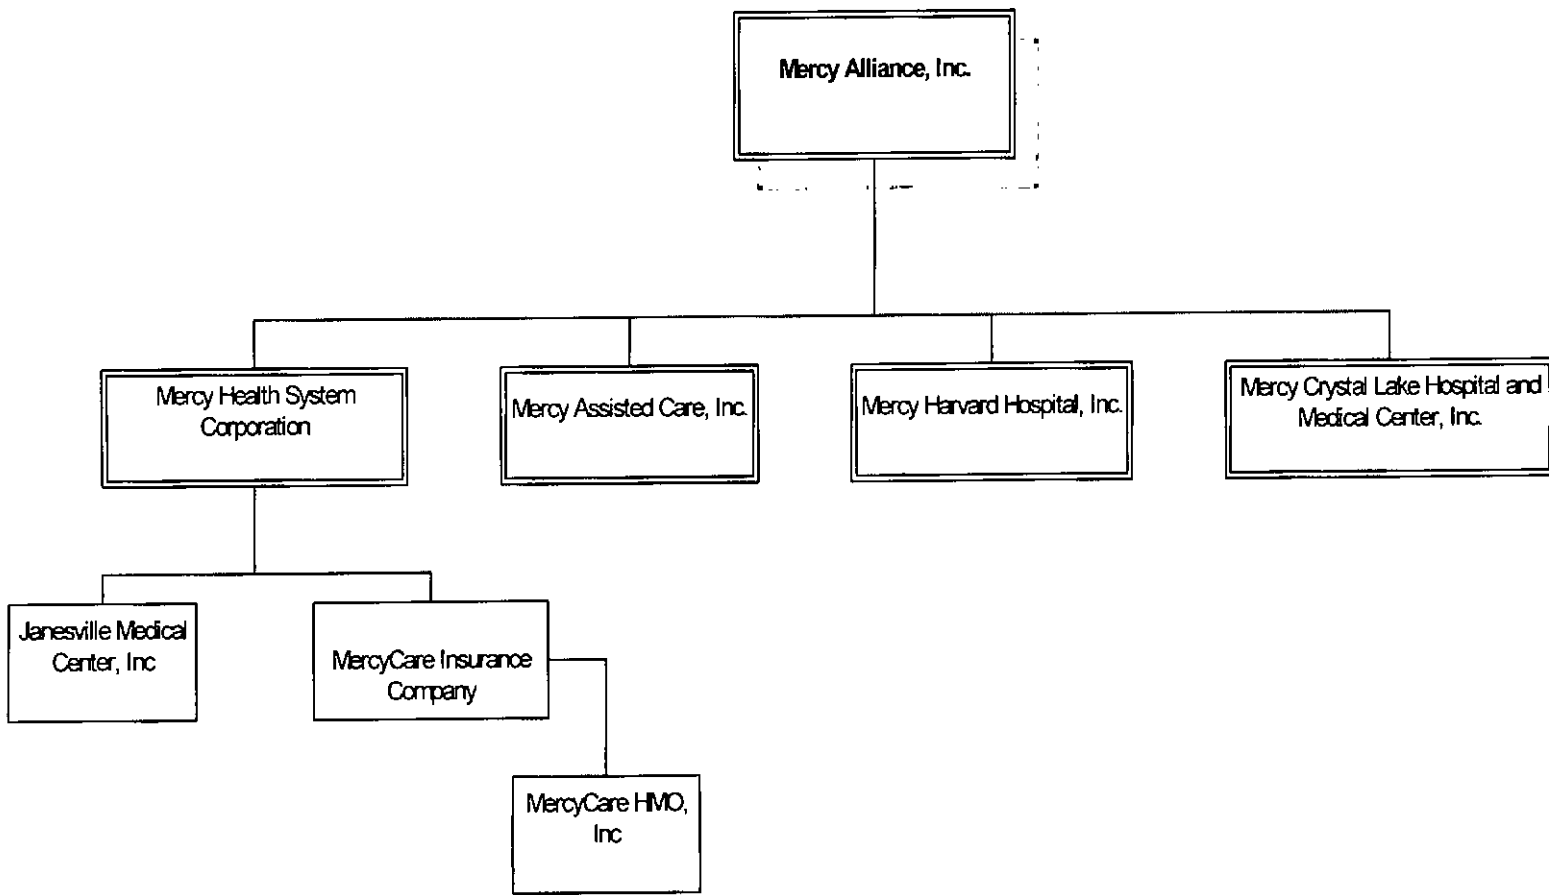 Mercy Alliance, Inc.
Mercy Health System
Corporation
Mercy Assisted Care, Inc.
Mercy Harvard Hospital, Inc.
Mercy Crystal Lake Hospital and
Medical Center, Inc.
Janesville Medical
Center, Inc
MercyCare Insurance
Company
MercyCare HMO,
Inc